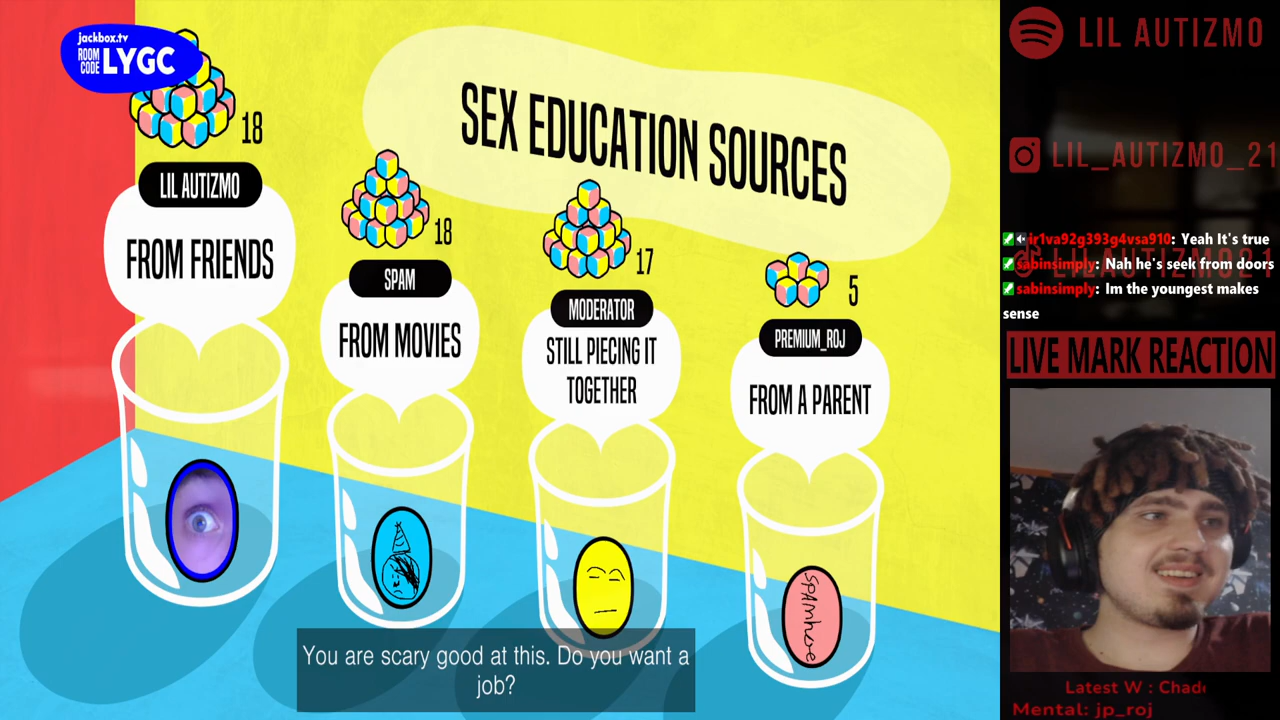 jackbox.tv
ROOM CODE LYGC
SEX EDUCATION SOURCES
18
LIL AUTIZMO
FROM FRIENDS
18
SPAM
FROM MOVIES
17
MODERATOR
STILL PIECING IT
TOGETHER
5
PREMIUM_ROJ
FROM A PARENT
spamhere
You are scary good at this. Do you want a
job?
LIL AUTIZMO
LIL_AUTIZMO_21
ir1va92g393g4vsa910: Yeah It's true
sabinsimply: Nah he's seek from doors
sabinsimply: Im the youngest makes
sense
LIVE MARK REACTION
Latest W : Chad
Mental: jp_roj